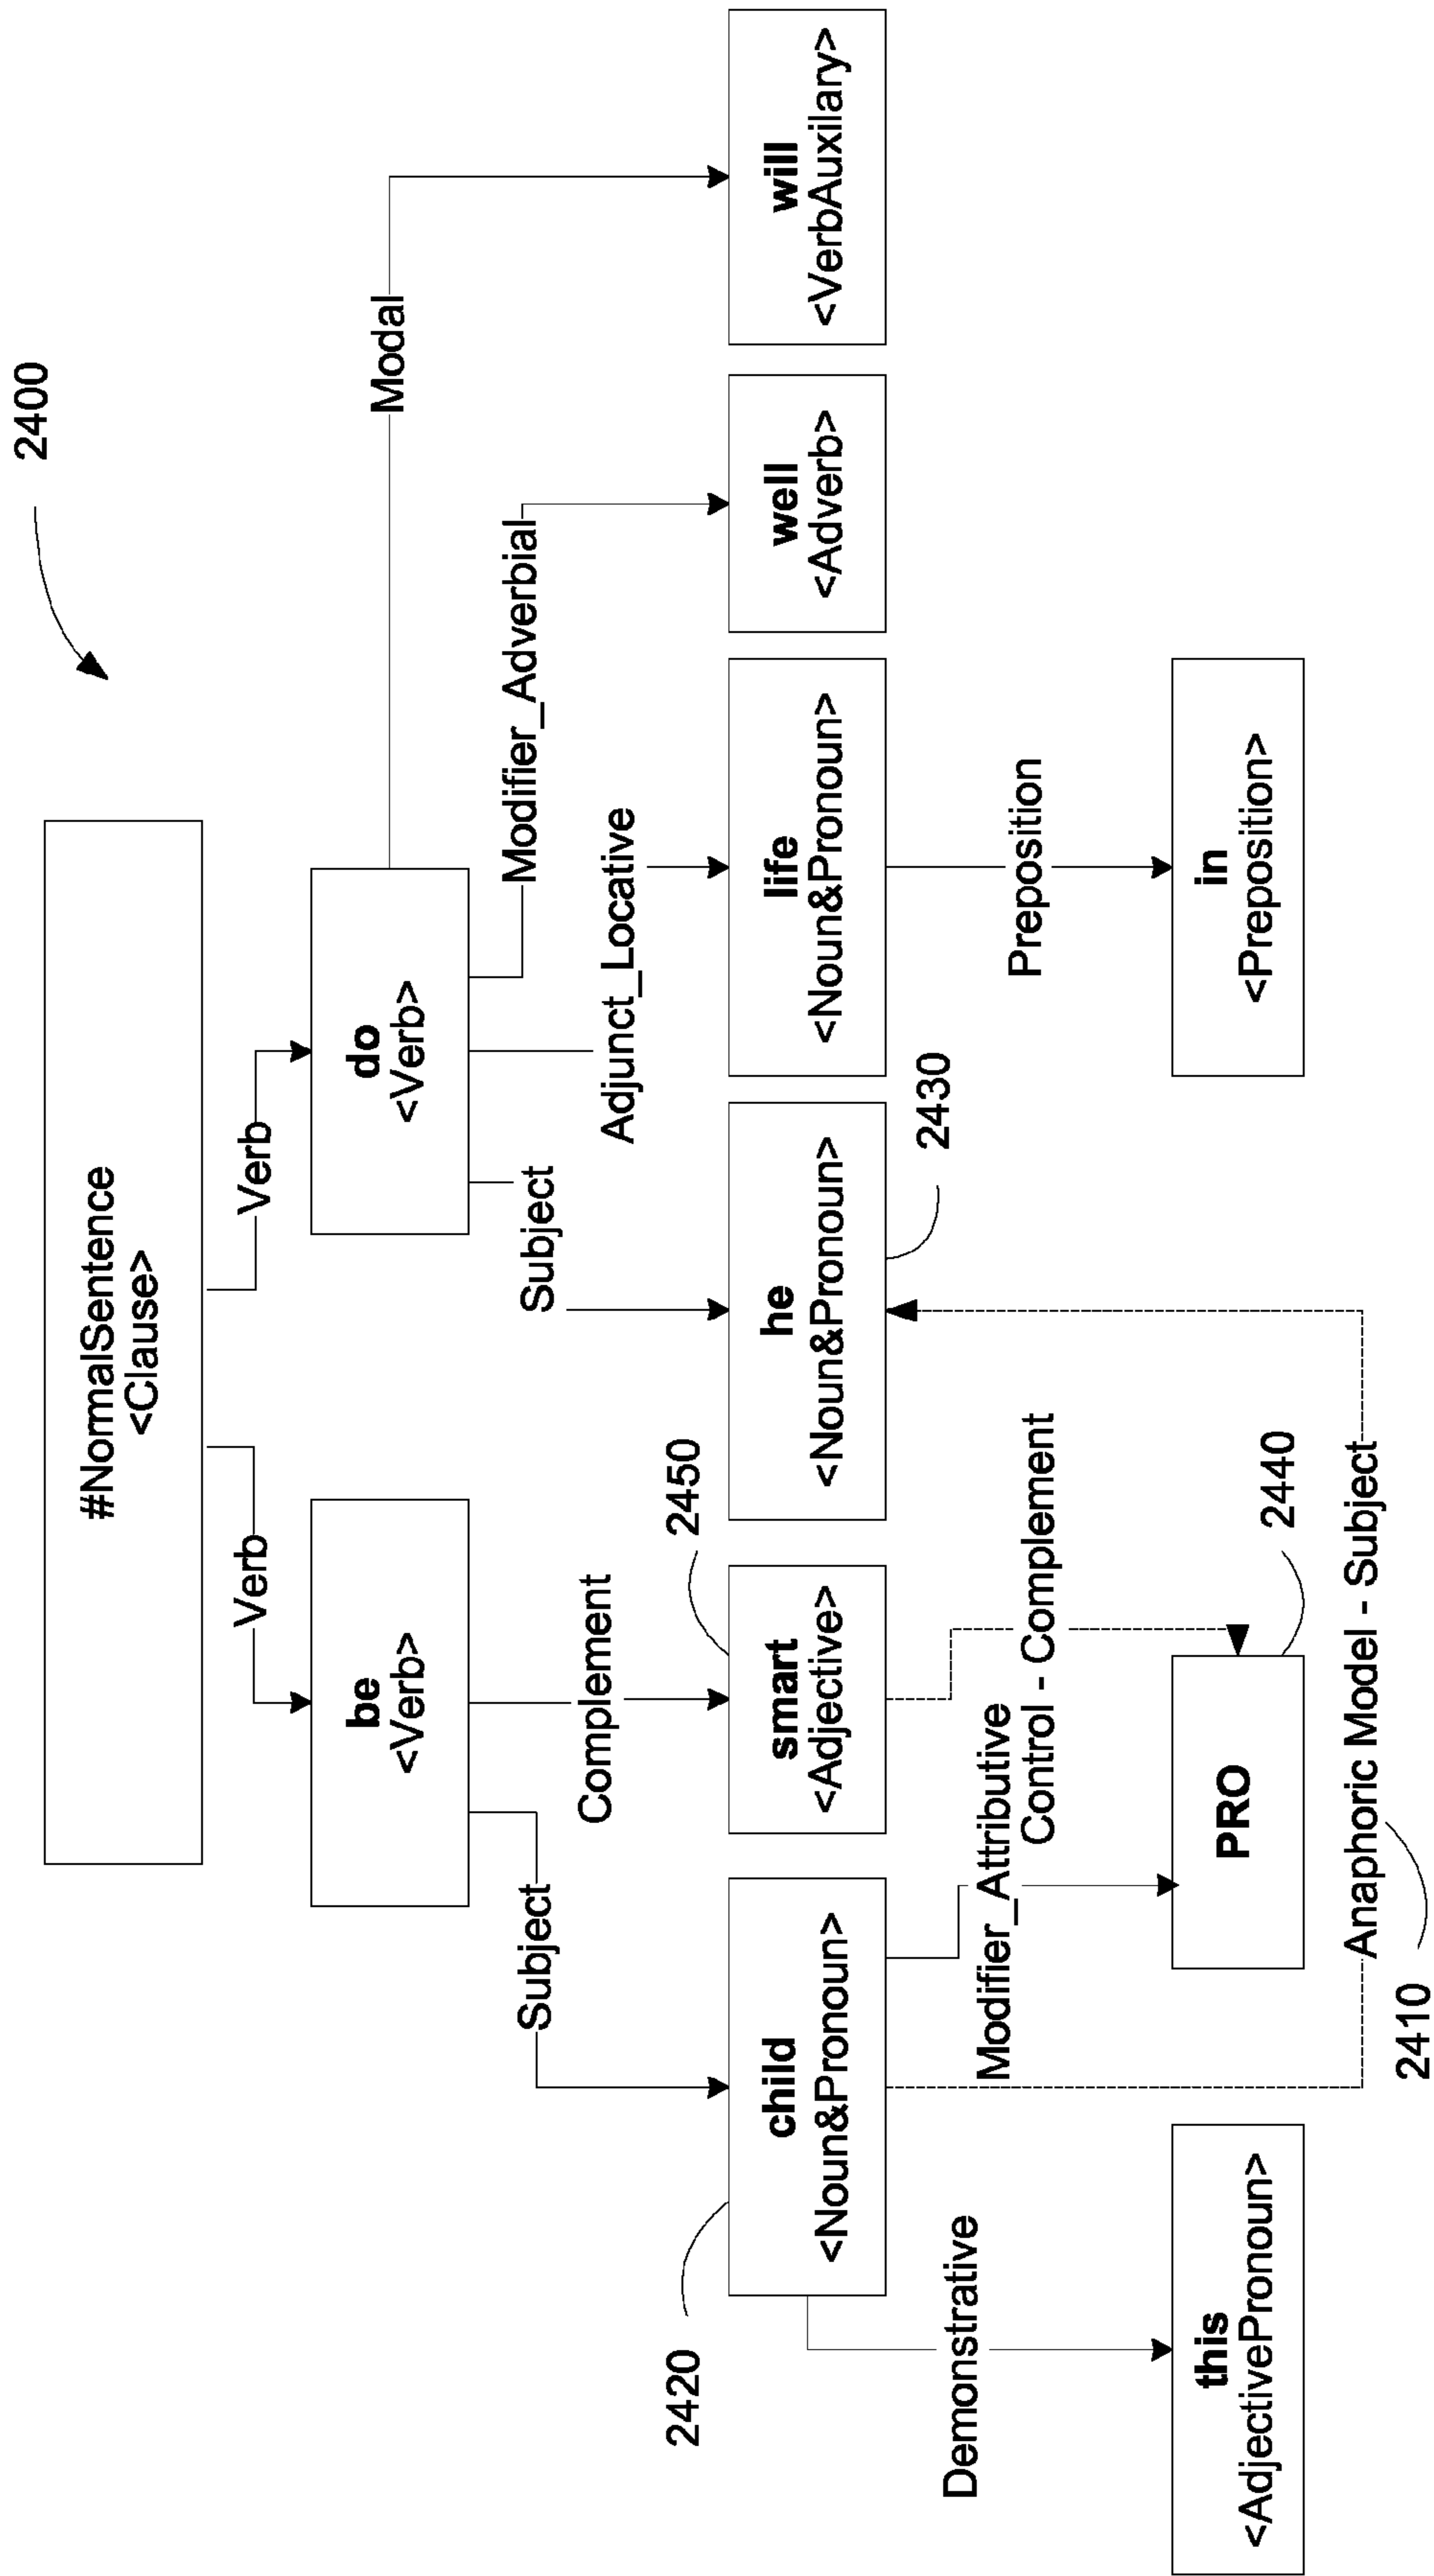 2400
#NormalSentence
<Clause>
Verb
Verb
be
<Verb>
do
<Verb>
Subject
Complement
Subject
Adjunct_Locative
Modifier_Adverbial
Modal
2420
2450
child
<Noun&Pronoun>
smart
<Adjective>
he
<Noun&Pronoun>
life
<Noun&Pronoun>
well
<Adverb>
will
<VerbAuxilary>
2430
Demonstrative
Modifier_Attributive
Control - Complement
Preposition
this
<AdjectivePronoun>
PRO
2440
in
<Preposition>
Anaphoric Model - Subject
2410